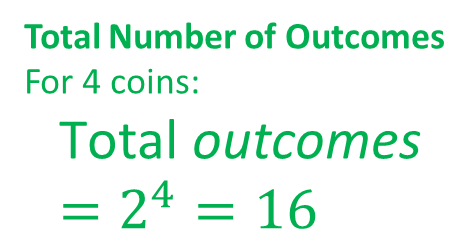 Total Number of Outcomes
For 4 coins:
Total outcomes
= 2⁴ = 16